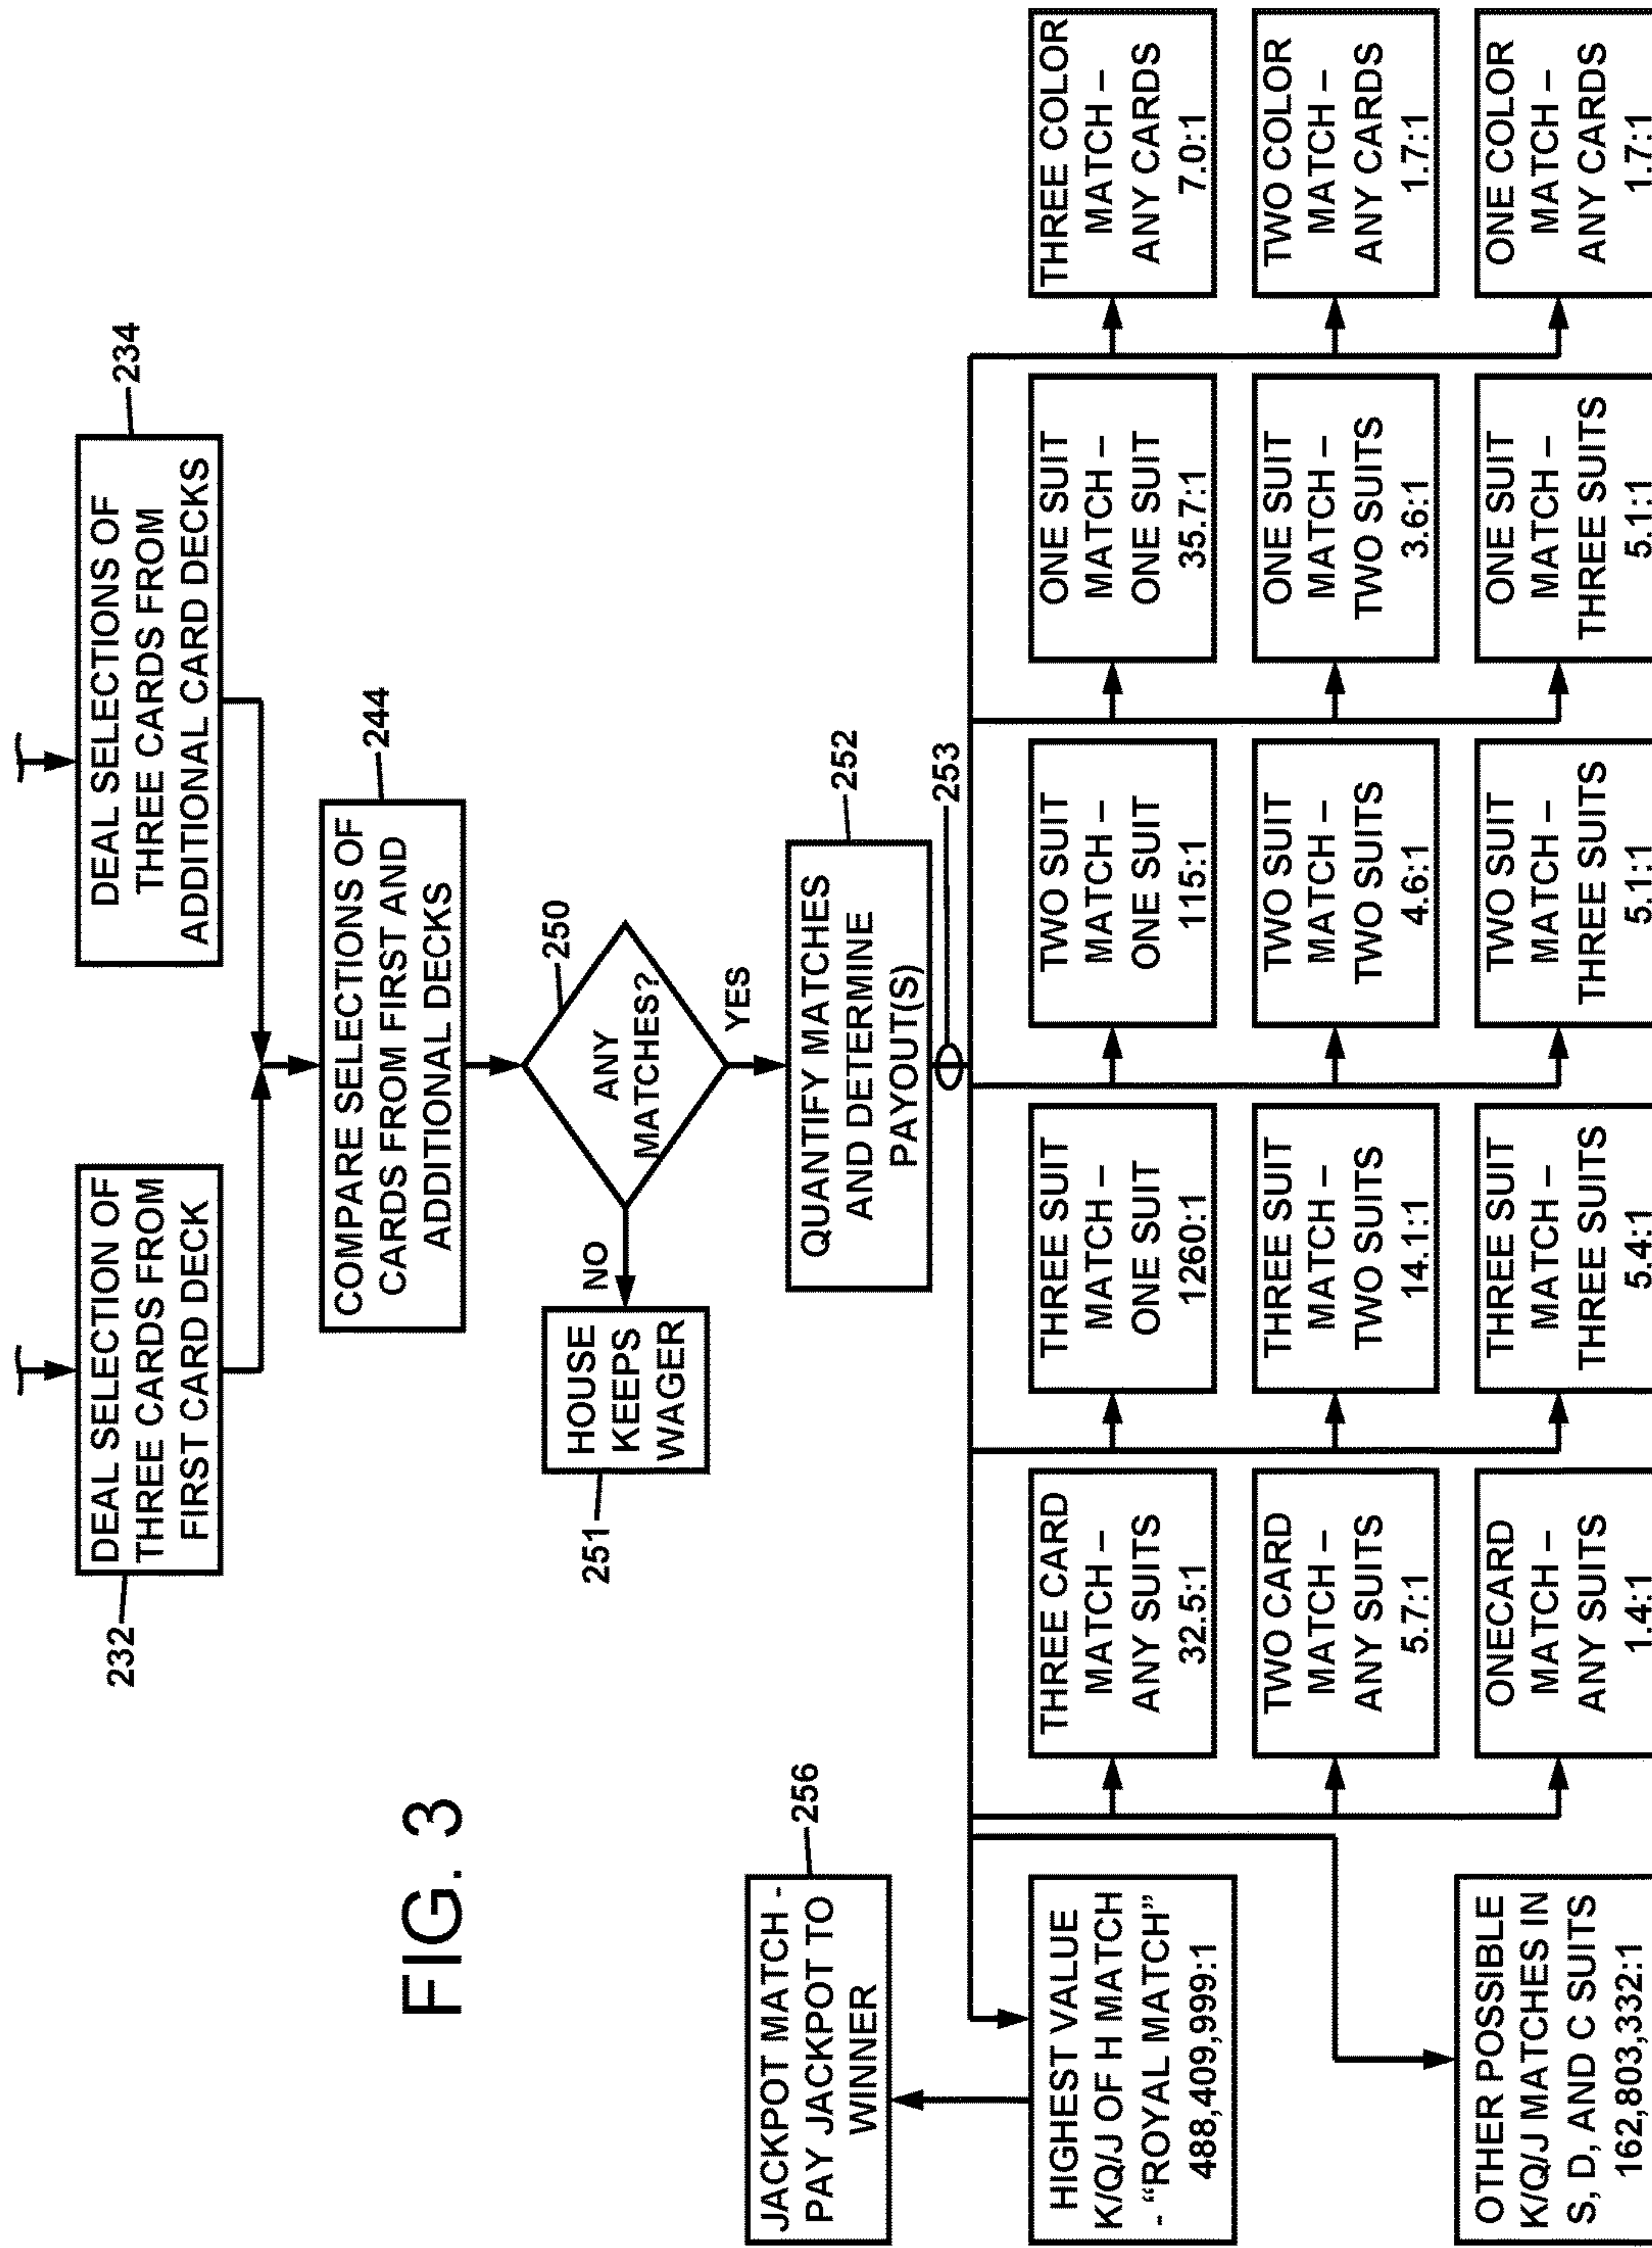 FIG. 3
232
DEAL SELECTION OF
THREE CARDS FROM
FIRST CARD DECK
234
DEAL SELECTIONS OF
THREE CARDS FROM
ADDITIONAL CARD DECKS
244
COMPARE SELECTIONS OF
CARDS FROM FIRST AND
ADDITIONAL DECKS
250
ANY
MATCHES?
NO
YES
251
HOUSE
KEEPS
WAGER
252
QUANTIFY MATCHES
AND DETERMINE
PAYOUT(S)
253
256
JACKPOT MATCH -
PAY JACKPOT TO
WINNER
HIGHEST VALUE
K/Q/J OF H MATCH
- “ROYAL MATCH”
488,409,999:1
THREE CARD
MATCH –
ANY SUITS
32.5:1
THREE SUIT
MATCH –
ONE SUIT
1260:1
TWO SUIT
MATCH –
ONE SUIT
115:1
ONE SUIT
MATCH –
ONE SUIT
35.7:1
THREE COLOR
MATCH –
ANY CARDS
7.0:1
TWO CARD
MATCH –
ANY SUITS
5.7:1
THREE SUIT
MATCH –
TWO SUITS
14.1:1
TWO SUIT
MATCH –
TWO SUITS
4.6:1
ONE SUIT
MATCH –
TWO SUITS
3.6:1
TWO COLOR
MATCH –
ANY CARDS
1.7:1
OTHER POSSIBLE
K/Q/J MATCHES IN
S, D, AND C SUITS
162,803,332:1
ONECARD
MATCH –
ANY SUITS
1.4:1
THREE SUIT
MATCH –
THREE SUITS
5.4:1
TWO SUIT
MATCH –
THREE SUITS
5.1:1
ONE SUIT
MATCH –
THREE SUITS
5.1:1
ONE COLOR
MATCH –
ANY CARDS
1.7:1